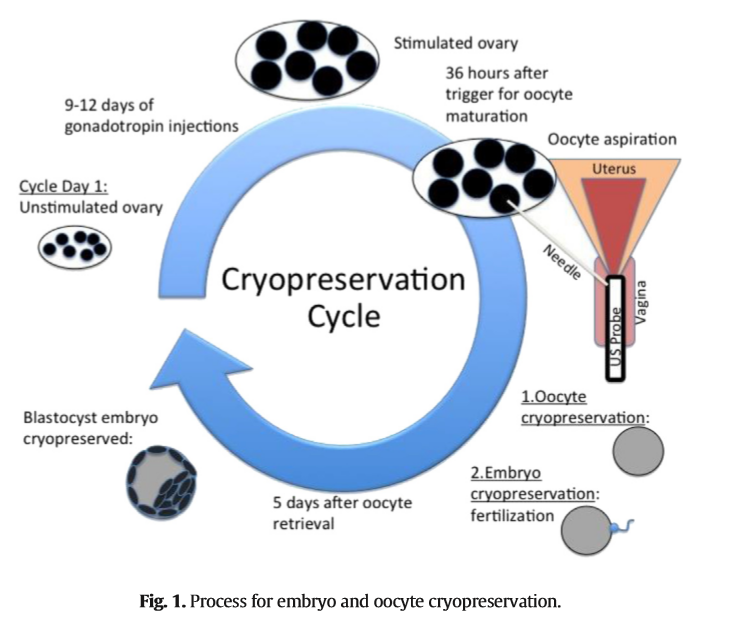 Stimulated ovary
36 hours after
trigger for oocyte
maturation
9-12 days of
gonadotropin injections
Oocyte aspiration
Uterus
Cycle Day 1:
Unstimulated ovary
Needle
Vagina
US Probe
Cryopreservation
Cycle
1.Oocyte
cryopreservation:
Blastocyst embryo
cryopreserved:
2.Embryo
cryopreservation:
fertilization
5 days after oocyte
retrieval
Fig. 1. Process for embryo and oocyte cryopreservation.